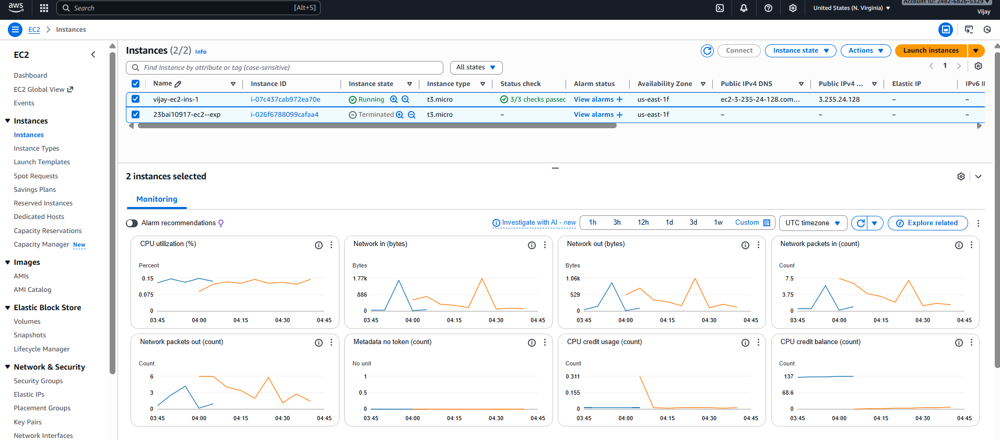 aws
Search [Alt+S]
United States (N. Virginia)
Account ID: 2482-6826-5329
Vijay
EC2 Instances
EC2
Dashboard
EC2 Global View
Events
Instances
Instances
Instance Types
Launch Templates
Spot Requests
Savings Plans
Reserved Instances
Dedicated Hosts
Capacity Reservations
Capacity Manager New
Images
AMIs
AMI Catalog
Elastic Block Store
Volumes
Snapshots
Lifecycle Manager
Network & Security
Security Groups
Elastic IPs
Placement Groups
Key Pairs
Network Interfaces
Instances (2/2) Info
Connect Instance state Actions Launch instances
Find Instance by attribute or tag (case-sensitive) All states 1
Name Instance ID Instance state Instance type Status check Alarm status Availability Zone Public IPv4 DNS Public IPv4 ... Elastic IP IPv6 II
vijay-ec2-ins-1 i-07c437cab972ea70e Running t3.micro 3/3 checks passec View alarms + us-east-1f ec2-3-235-24-128.com... 3.235.24.128 – –
23bai10917-ec2--exp i-026f6788099cafaa4 Terminated t3.micro – View alarms + us-east-1f – – – –
2 instances selected
Monitoring
Alarm recommendations Investigate with AI - new 1h 3h 12h 1d 3d 1w Custom UTC timezone Explore related
CPU utilization (%)
Percent
0.15
0.075
0
03:45 04:00 04:15 04:30 04:45
Network in (bytes)
Bytes
1.77k
886
0
03:45 04:00 04:15 04:30 04:45
Network out (bytes)
Bytes
1.06k
529
0
03:45 04:00 04:15 04:30 04:45
Network packets in (count)
Count
7.5
3.75
0
03:45 04:00 04:15 04:30 04:45
Network packets out (count)
Count
6
3
0
03:45 04:00 04:15 04:30 04:45
Metadata no token (count)
No unit
1
0.5
0
03:45 04:00 04:15 04:30 04:45
CPU credit usage (count)
Count
0.311
0.155
0
03:45 04:00 04:15 04:30 04:45
CPU credit balance (count)
Count
137
68.6
0
03:45 04:00 04:15 04:30 04:45